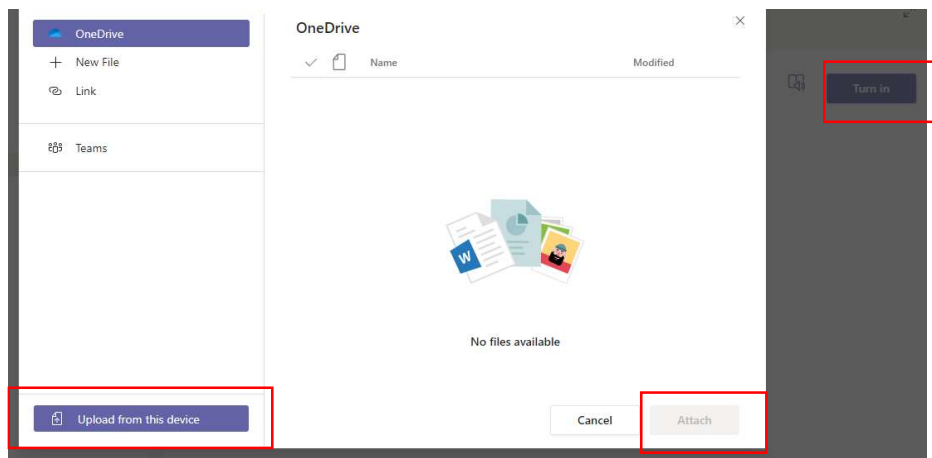 OneDrive
New File
Link
Teams
Upload from this device
OneDrive
Name Modified
W
No files available
Cancel Attach
Turn in